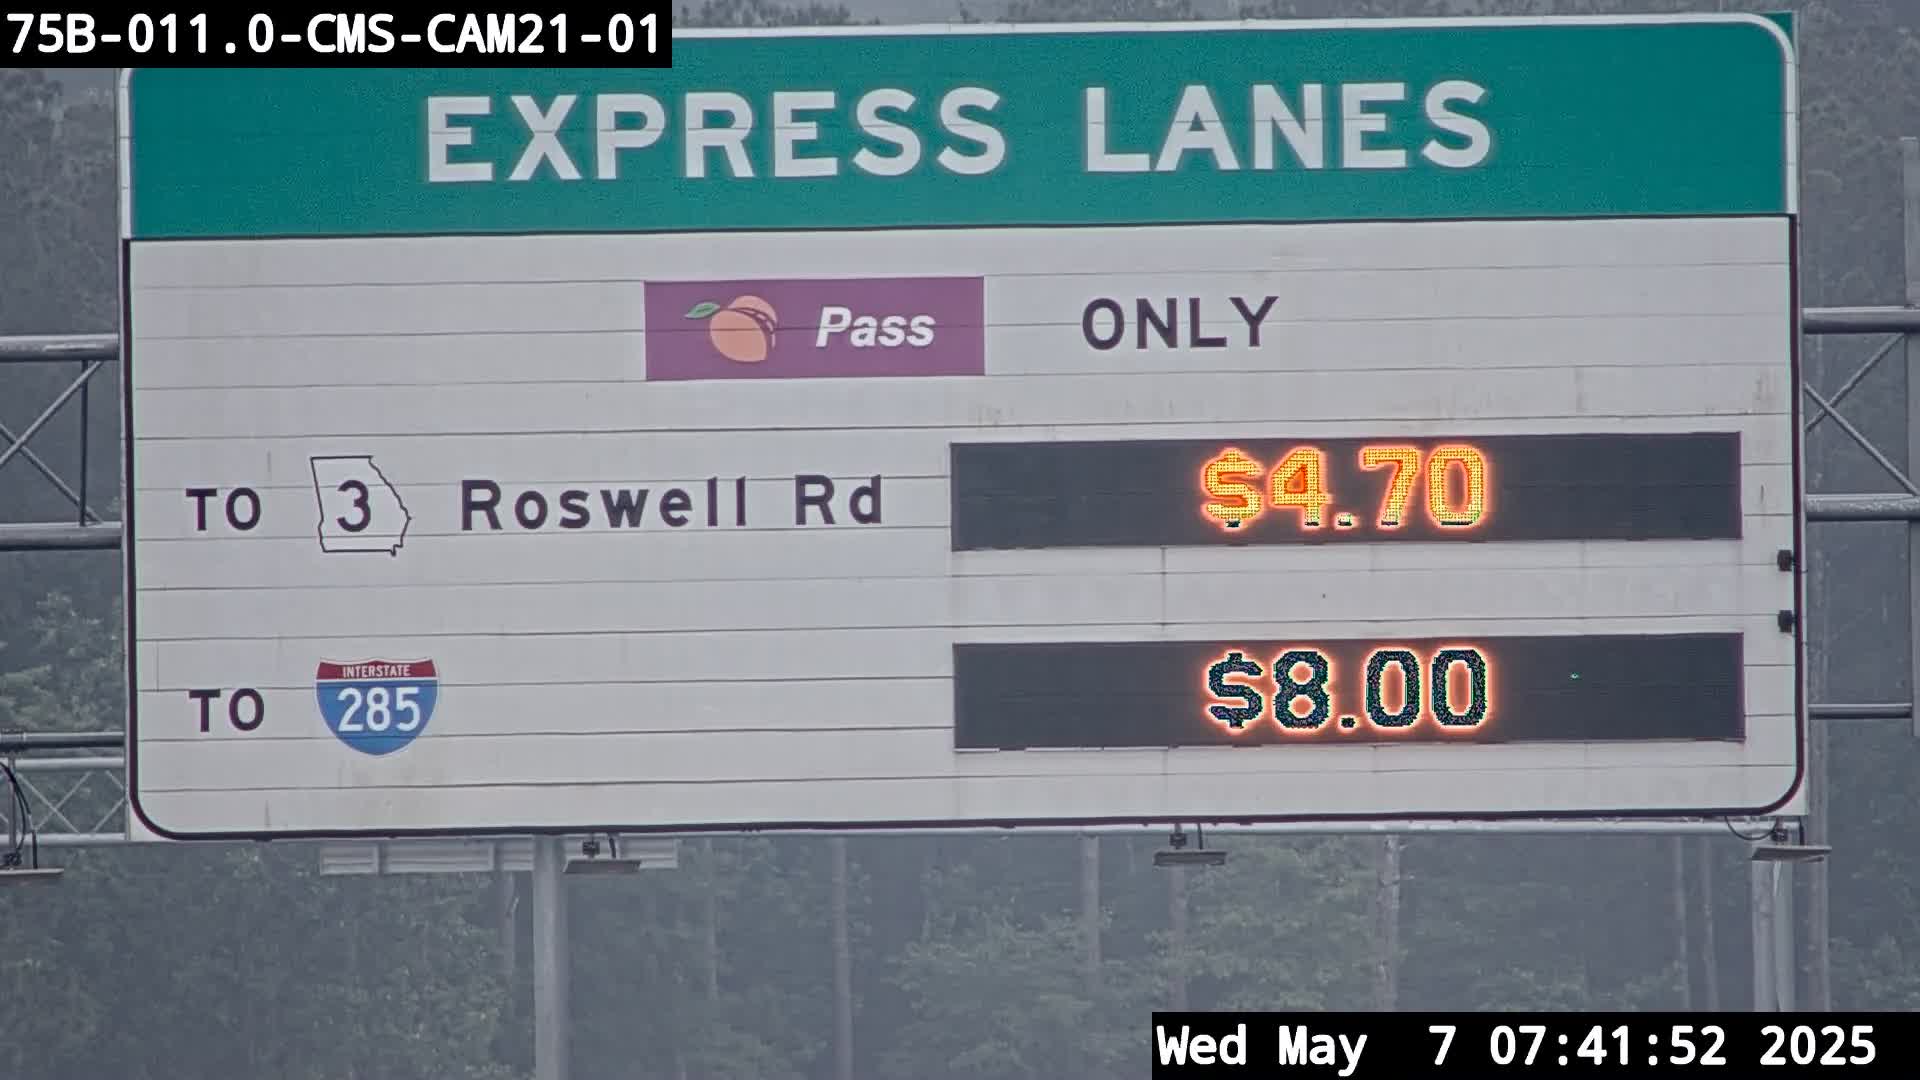 75B-011.0-CMS-CAM21-01
EXPRESS LANES
Pass ONLY
TO 3 Roswell Rd $4.70
INTERSTATE
TO 285 $8.00
Wed May 7 07:41:52 2025